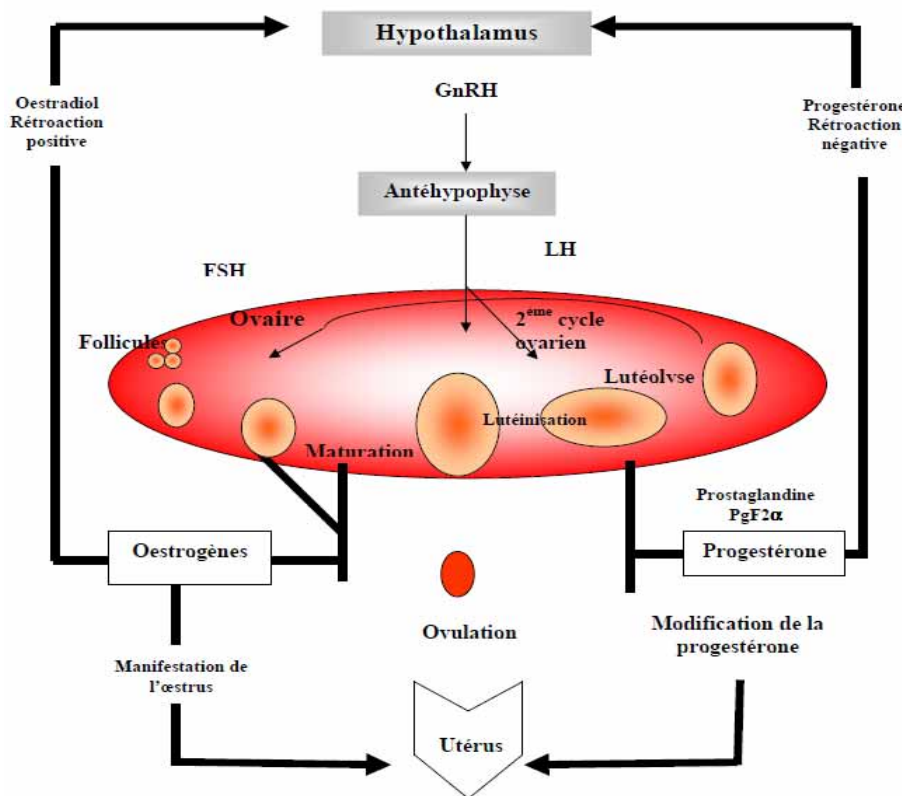 Hypothalamus
GnRH
Oestradiol
Rétroaction
positive
Progestérone
Rétroaction
négative
Antéhypophyse
LH
FSH
Ovaire
2eme cycle
ovarien
Follicules
Lutéolyse
Lutéinisation
Maturation
Prostaglandine
PgF2α
Oestrogènes
Progestérone
Ovulation
Modification de la
progestérone
Manifestation de
l'œstrus
Utérus